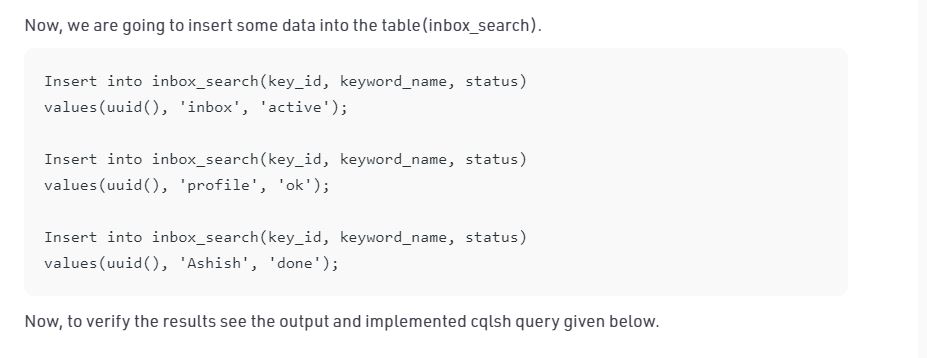 Now, we are going to insert some data into the table(inbox_search).
Insert into inbox_search(key_id, keyword_name, status)
values(uuid(), 'inbox', 'active');
Insert into inbox_search(key_id, keyword_name, status)
values(uuid(), 'profile', 'ok');
Insert into inbox_search(key_id, keyword_name, status)
values(uuid(), 'Ashish', 'done');
Now, to verify the results see the output and implemented cqlsh query given below.